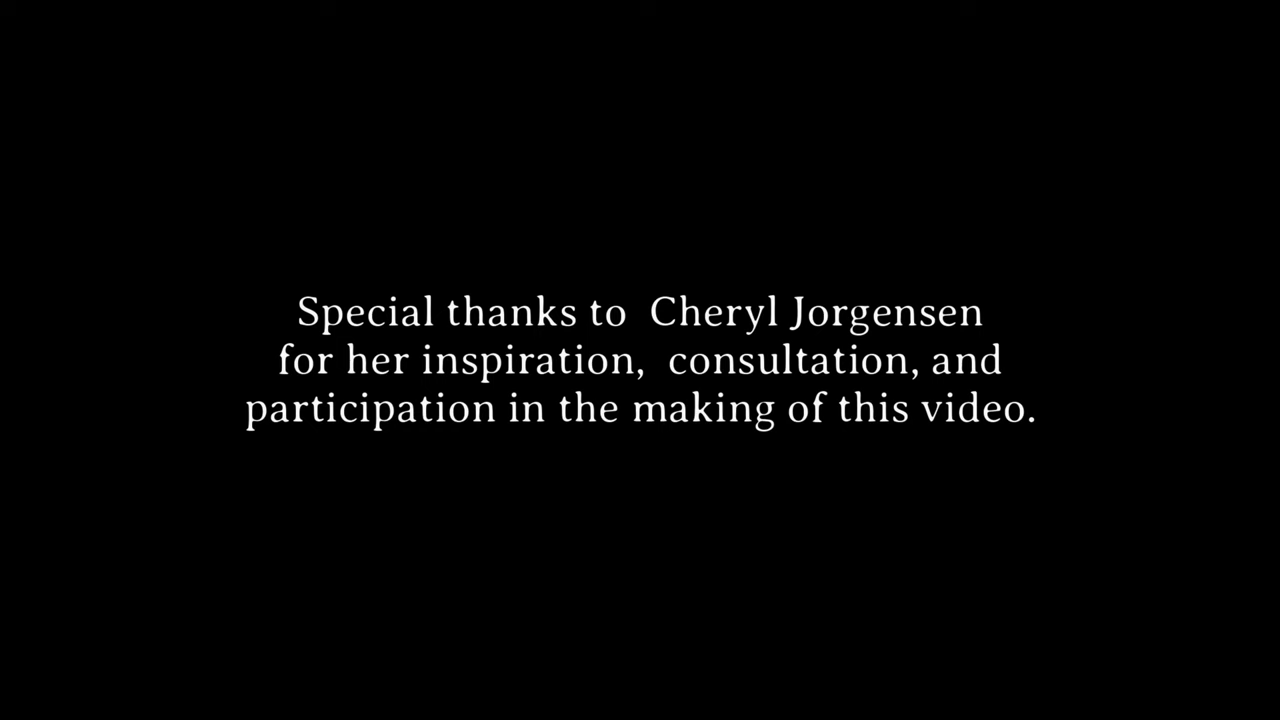 Special thanks to  Cheryl Jorgensen
for her inspiration,  consultation, and
participation in the making of this video.